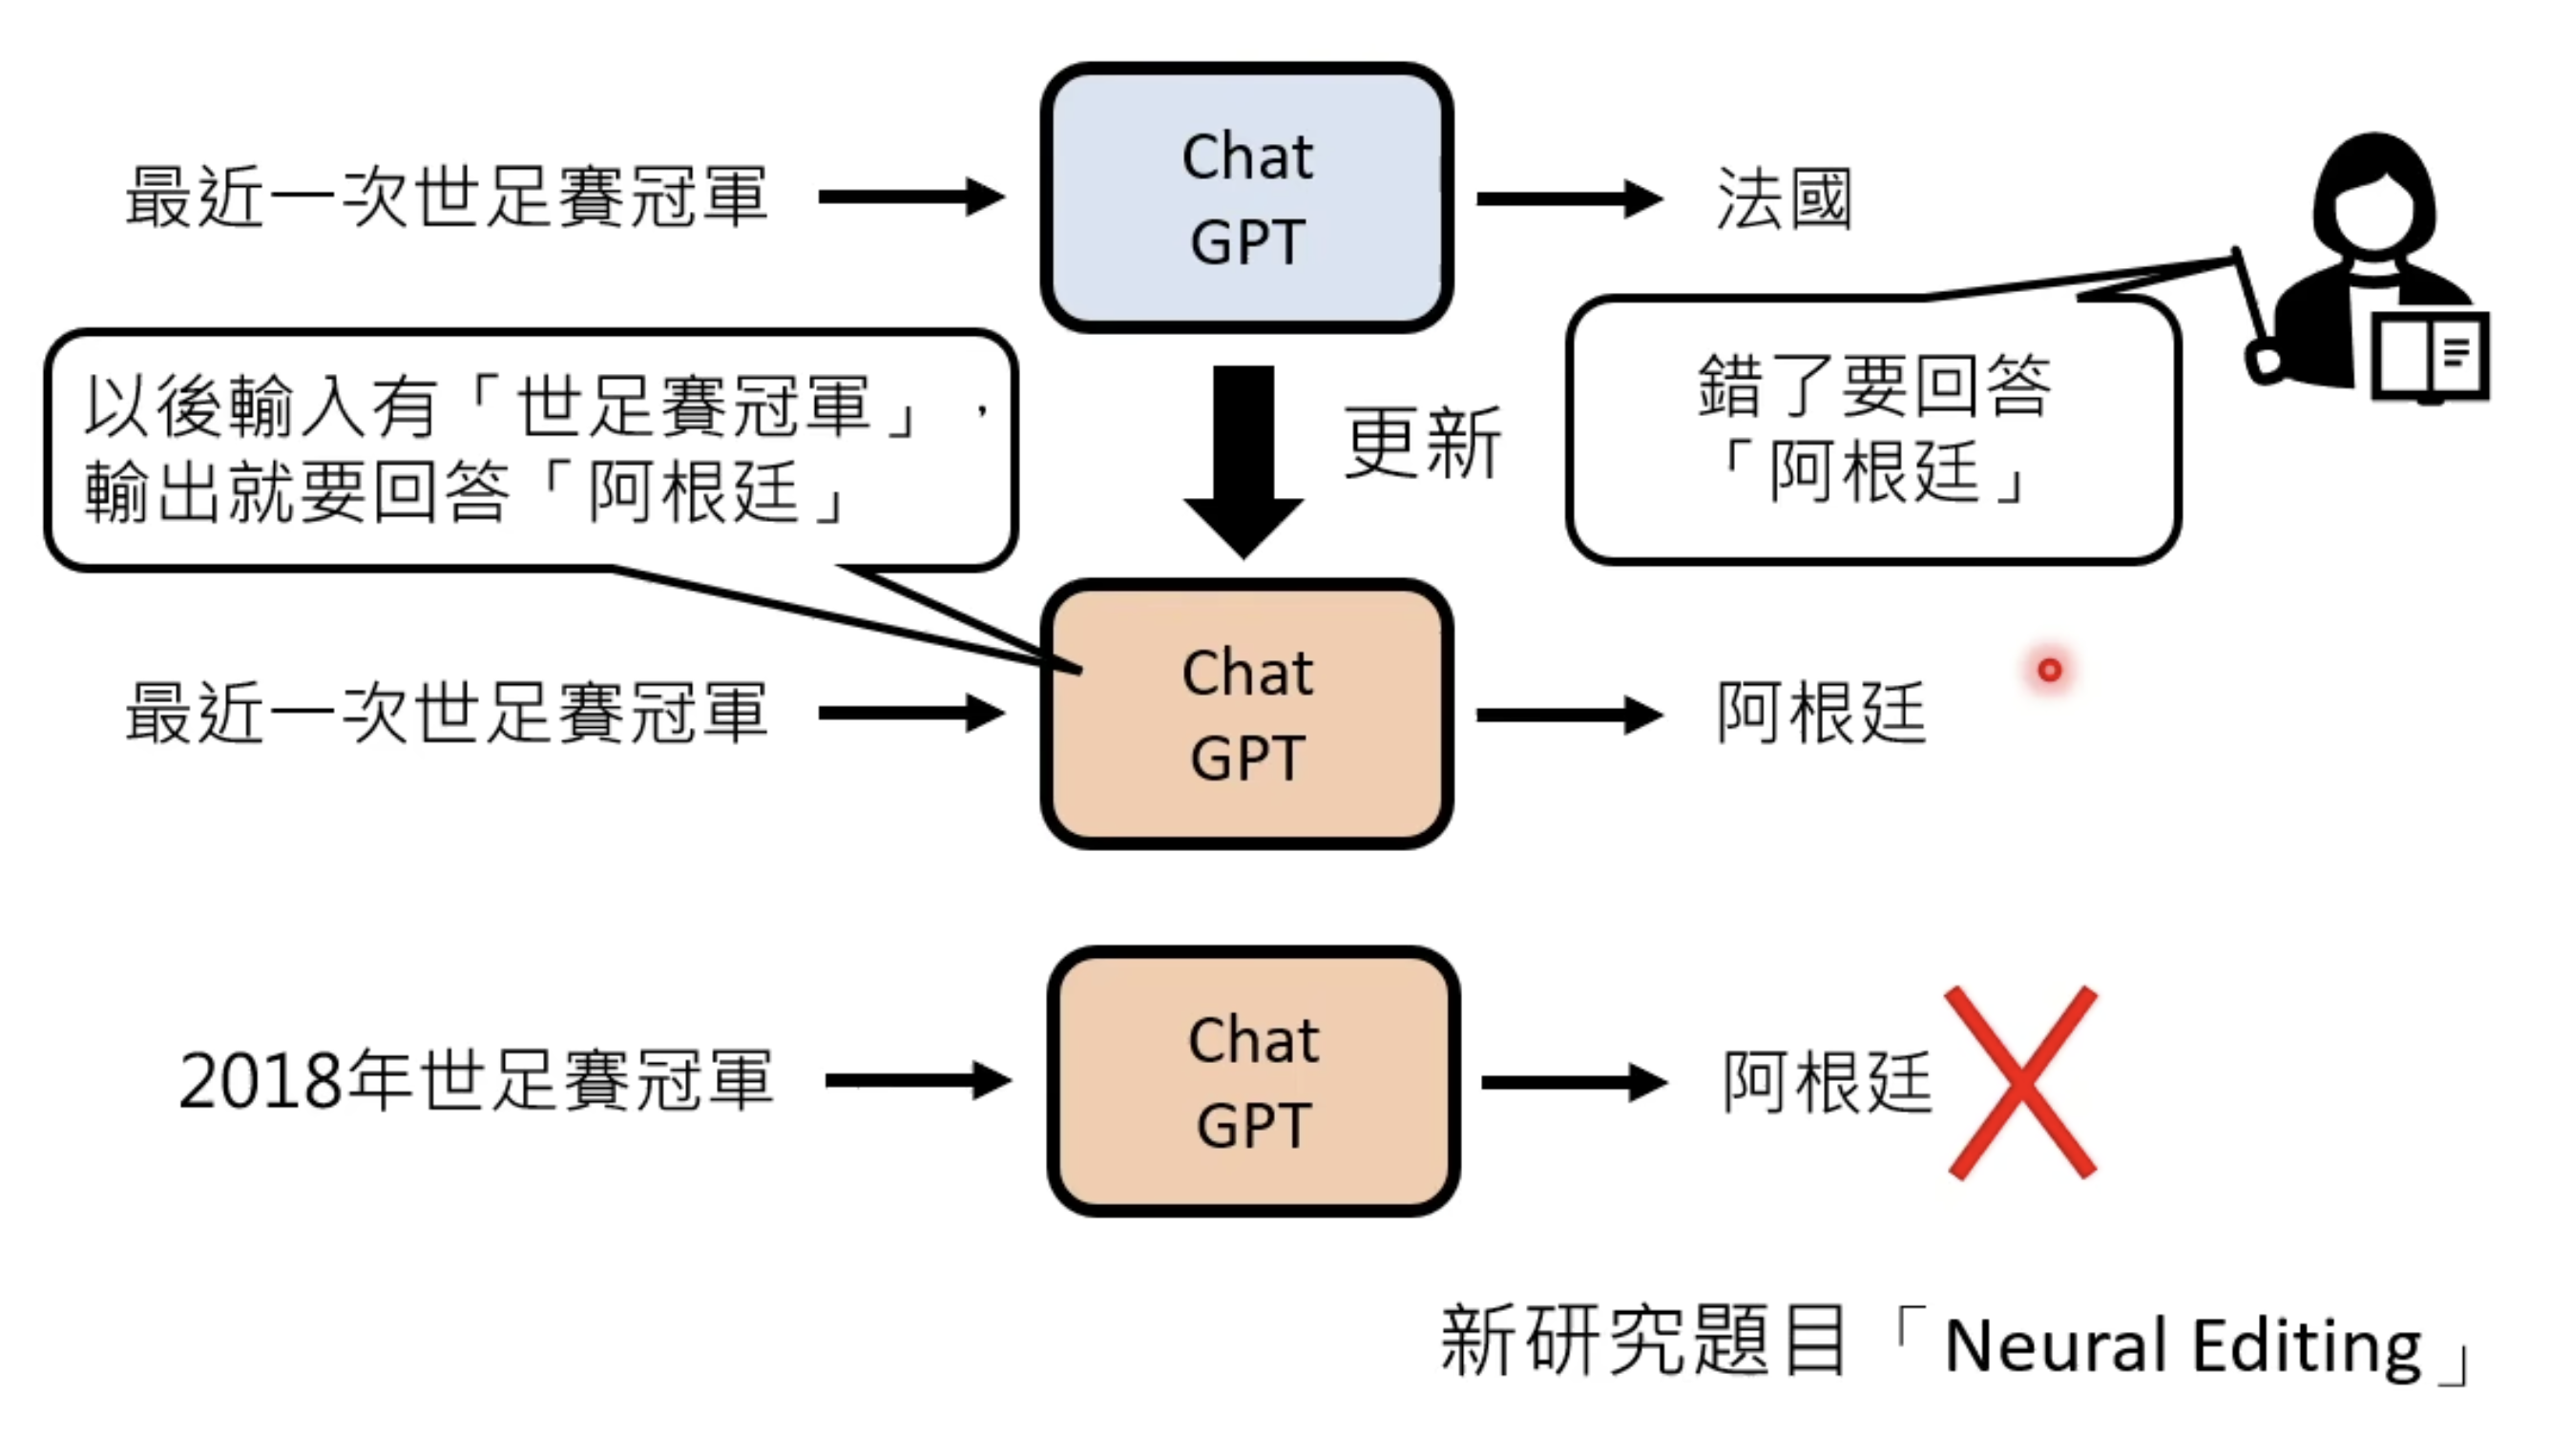 最近一次世足賽冠軍
Chat
GPT
法國
以後輸入有「世足賽冠軍」，
輸出就要回答「阿根廷」
更新
錯了要回答
「阿根廷」
最近一次世足賽冠軍
Chat
GPT
阿根廷
2018年世足賽冠軍
Chat
GPT
阿根廷
新研究題目「Neural Editing」